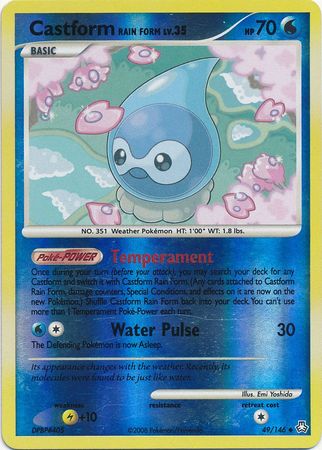 Castform RAIN FORM LV.35 HP 70
BASIC
NO. 351 Weather Pokémon HT: 1'00" WT: 1.8 lbs.
Poké-POWER Temperament
Once during your turn (before your attack), you may search your deck for any
Castform and switch it with Castform Rain Form. (Any cards attached to Castform
Rain Form, damage counters, Special Conditions, and effects on it are now on the
new Pokémon.) Shuffle Castform Rain Form back into your deck. You can't use
more than 1 Temperament Poké-Power each turn.
Water Pulse 30
The Defending Pokémon is now Asleep.
Its appearance changes with the weather. Recently, its
molecules were found to be just like water.
Illus. Emi Yoshida
weakness resistance retreat cost
+10
DPBP#405 ©2008 Pokémon/Nintendo 49/146